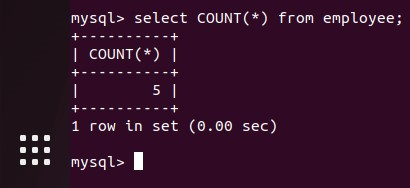 mysql> select COUNT(*) from employee;
+----------+
| COUNT(*) |
+----------+
|        5 |
+----------+
1 row in set (0.00 sec)
mysql>